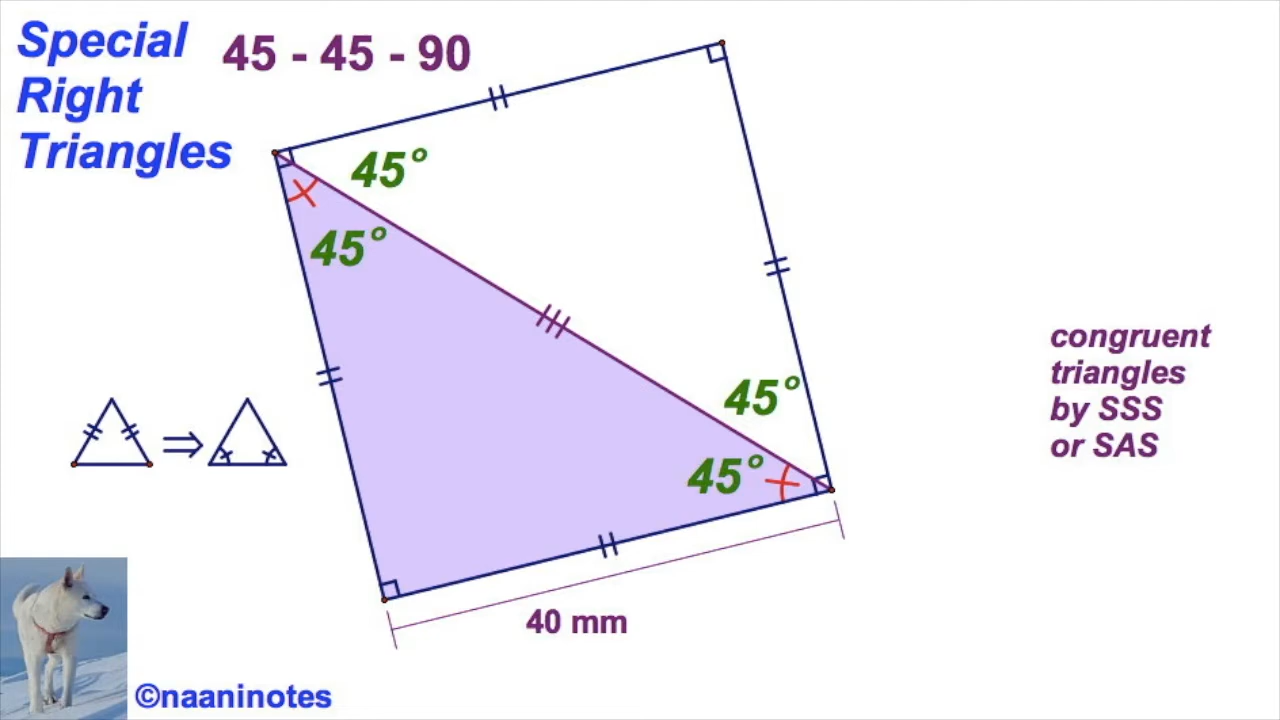 Special
Right
Triangles
45 - 45 - 90
45°
45°
45°
45°
congruent
triangles
by SSS
or SAS
40 mm
©naaninotes